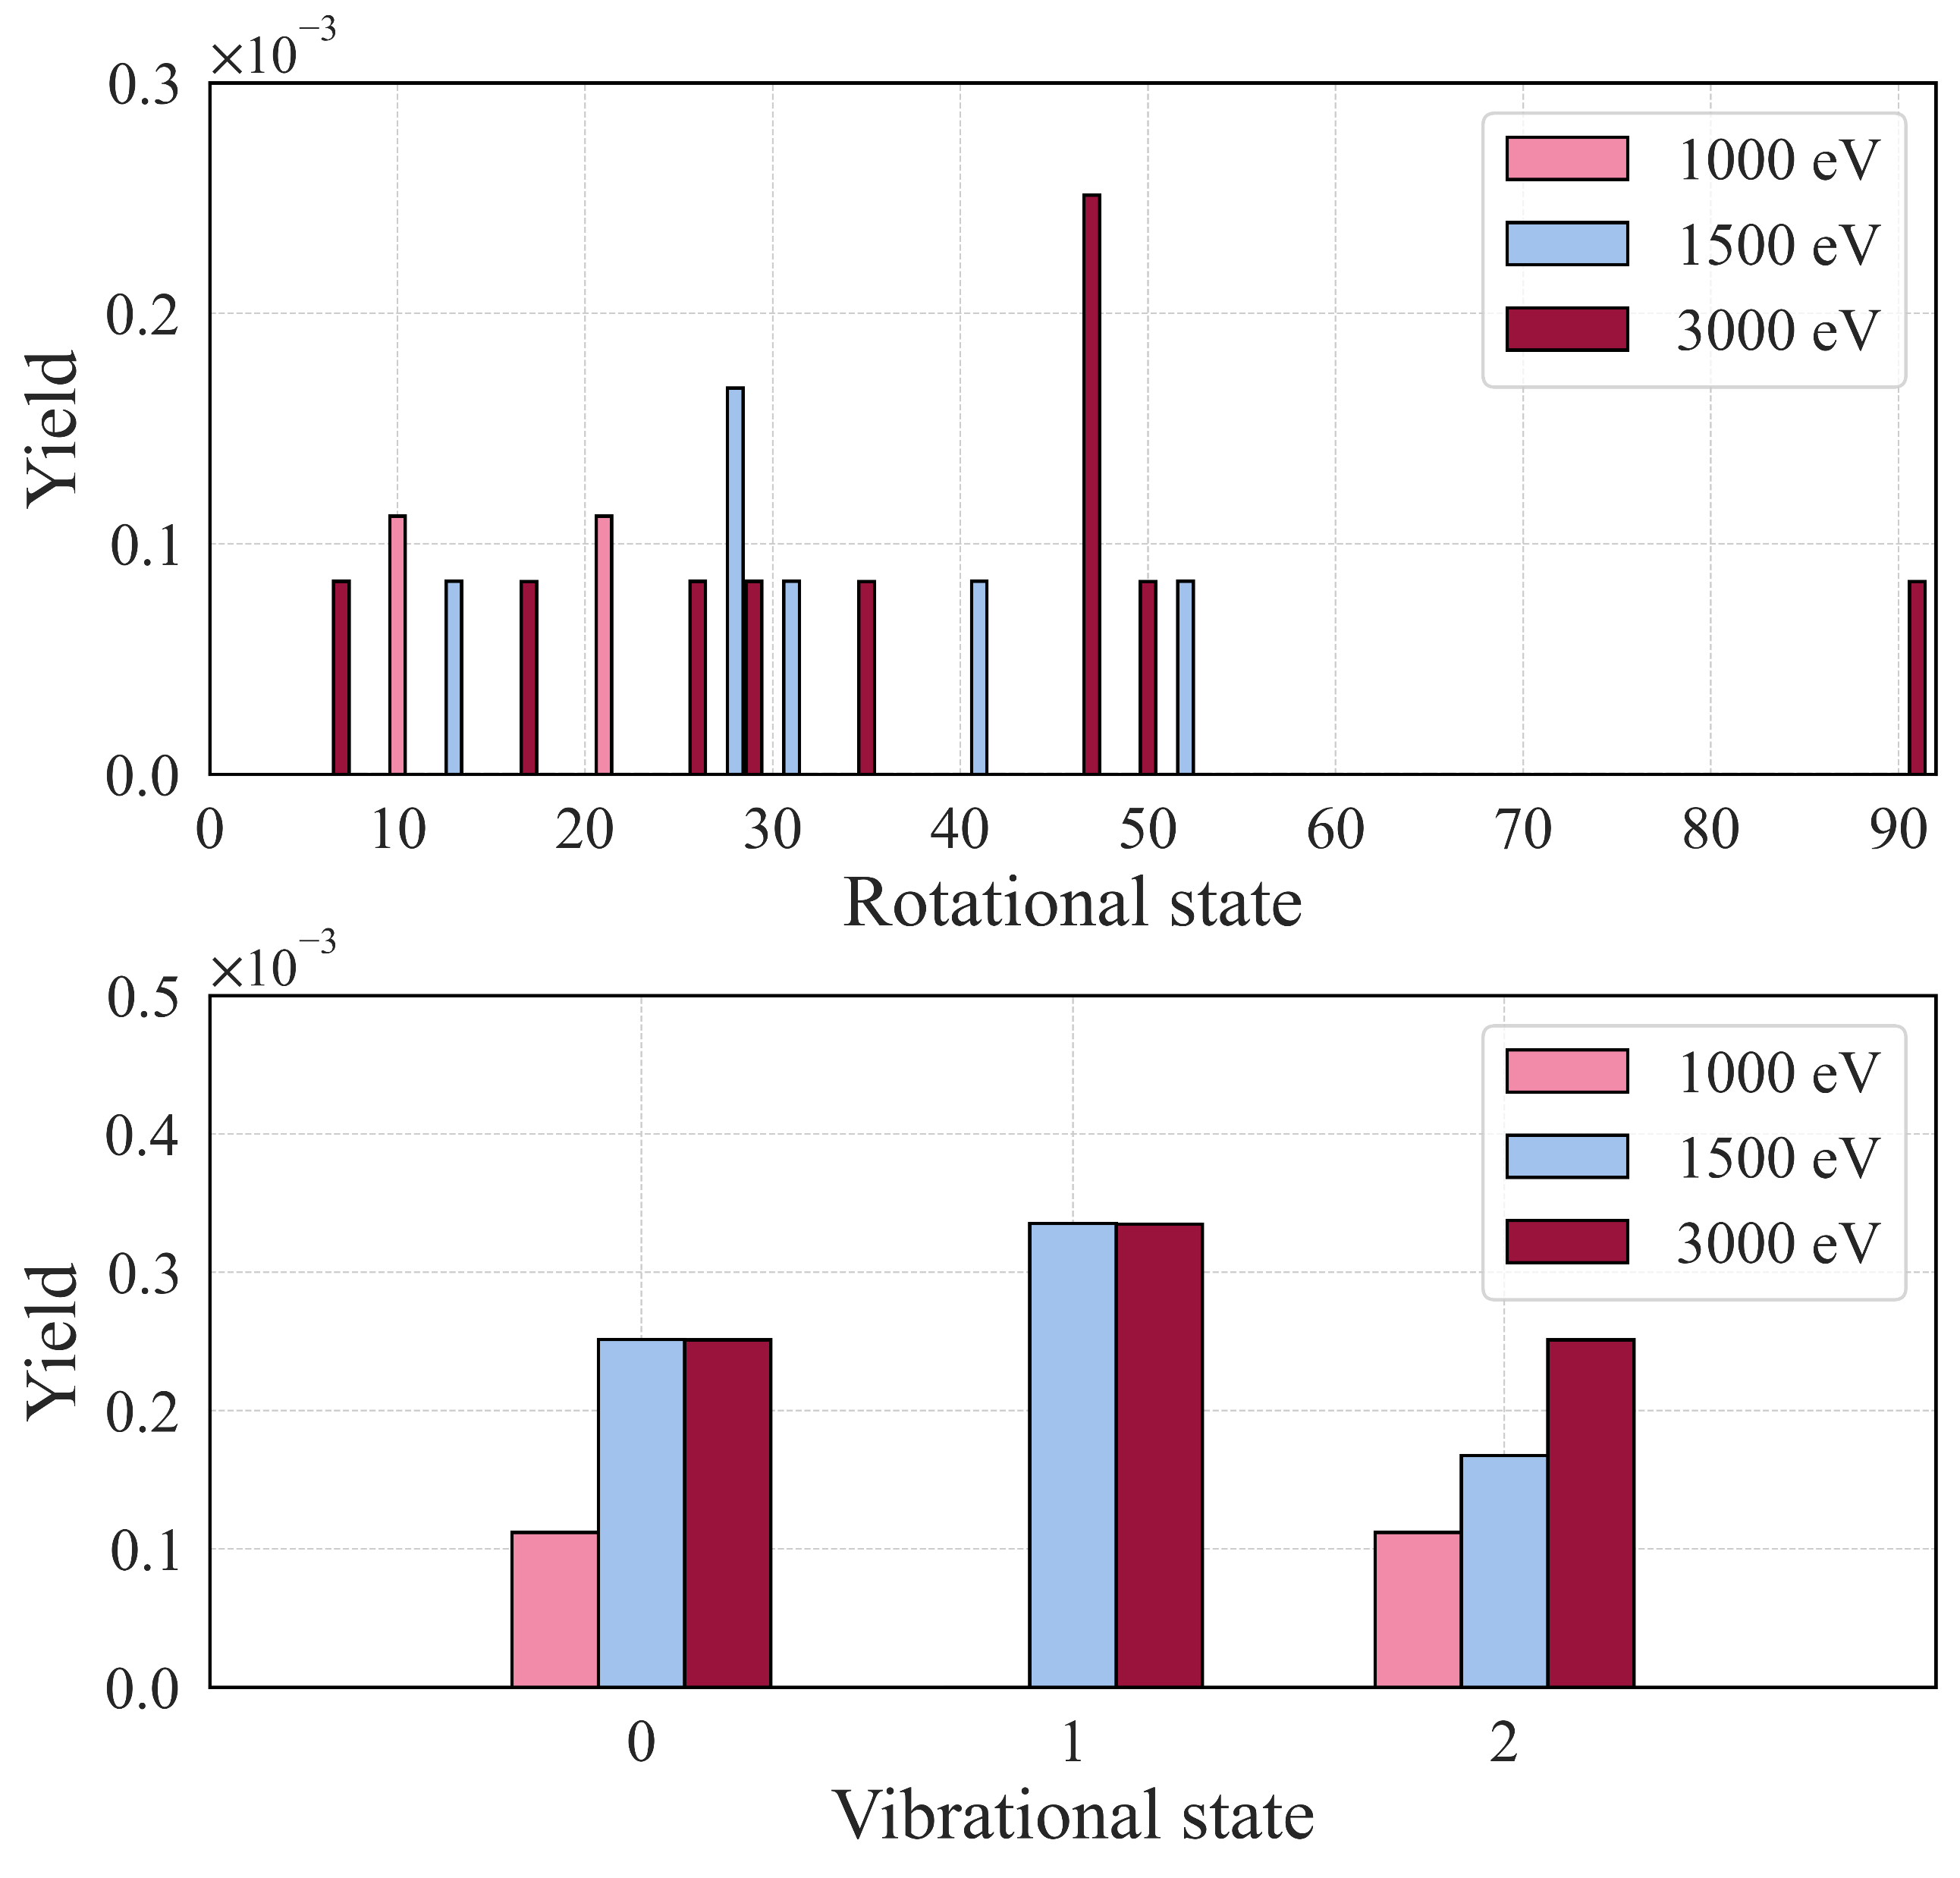 ×10⁻³
0.3
0.2
0.1
0.0
Yield
1000 eV
1500 eV
3000 eV
0 10 20 30 40 50 60 70 80 90
Rotational state
×10⁻³
0.5
0.4
0.3
0.2
0.1
0.0
Yield
1000 eV
1500 eV
3000 eV
0 1 2
Vibrational state